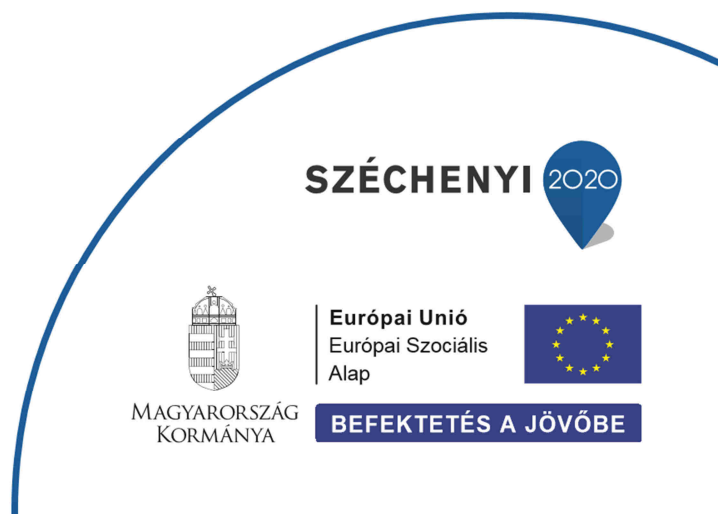 SZÉCHENYI 2020
Európai Unió
Európai Szociális
Alap
MAGYARORSZÁG
KORMÁNYA
BEFEKTETÉS A JÖVŐBE